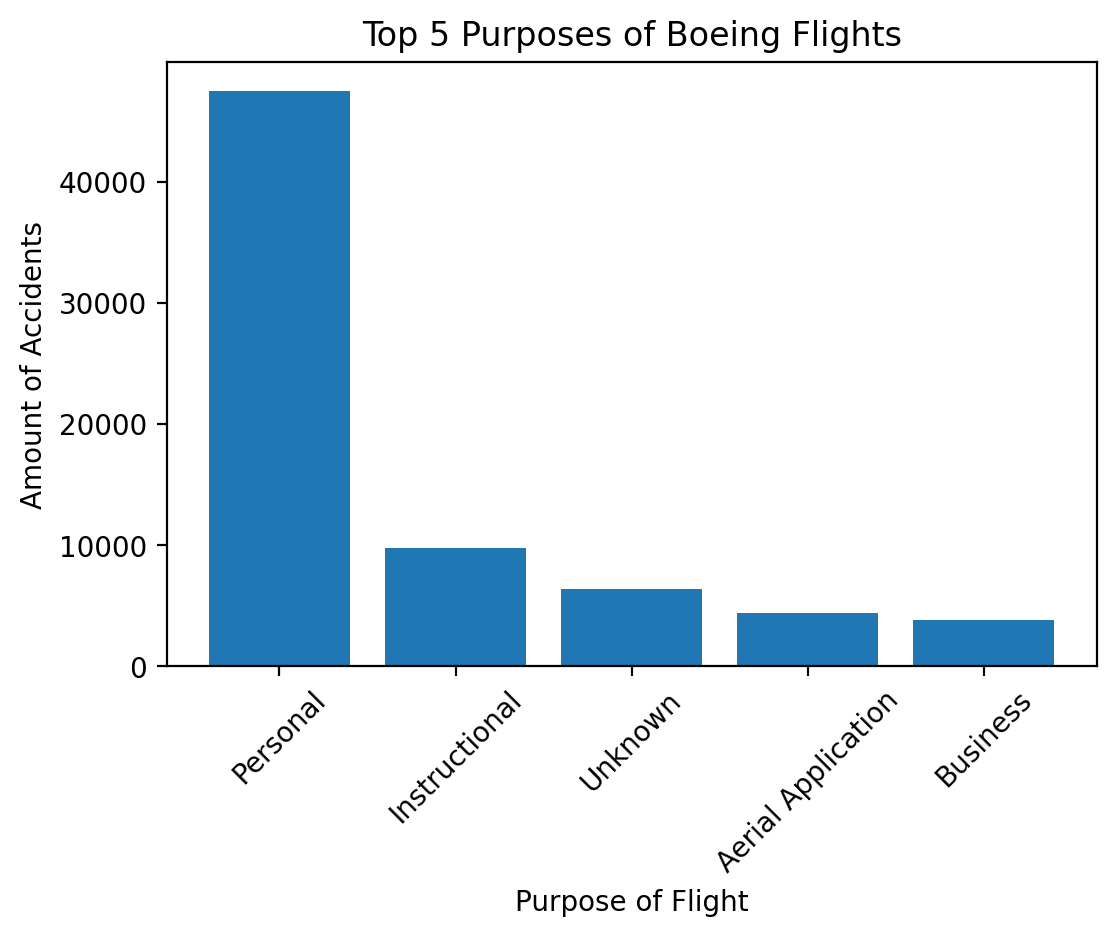 Top 5 Purposes of Boeing Flights
Amount of Accidents
40000
30000
20000
10000
0
Personal
Instructional
Unknown
Aerial Application
Business
Purpose of Flight